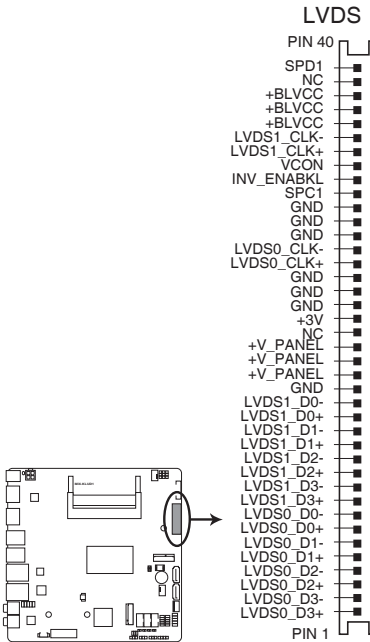 LVDS
PIN 40
SPD1
NC
+BLVCC
+BLVCC
+BLVCC
LVDS1_CLK-
LVDS1_CLK+
VCON
INV_ENABKL
SPC1
GND
GND
GND
LVDS0_CLK-
LVDS0_CLK+
GND
GND
GND
+3V
NC
+V_PANEL
+V_PANEL
+V_PANEL
GND
LVDS1_D0-
LVDS1_D0+
LVDS1_D1-
LVDS1_D1+
LVDS1_D2-
LVDS1_D2+
LVDS1_D3-
LVDS1_D3+
LVDS0_D0-
LVDS0_D0+
LVDS0_D1-
LVDS0_D1+
LVDS0_D2-
LVDS0_D2+
LVDS0_D3-
LVDS0_D3+
PIN 1